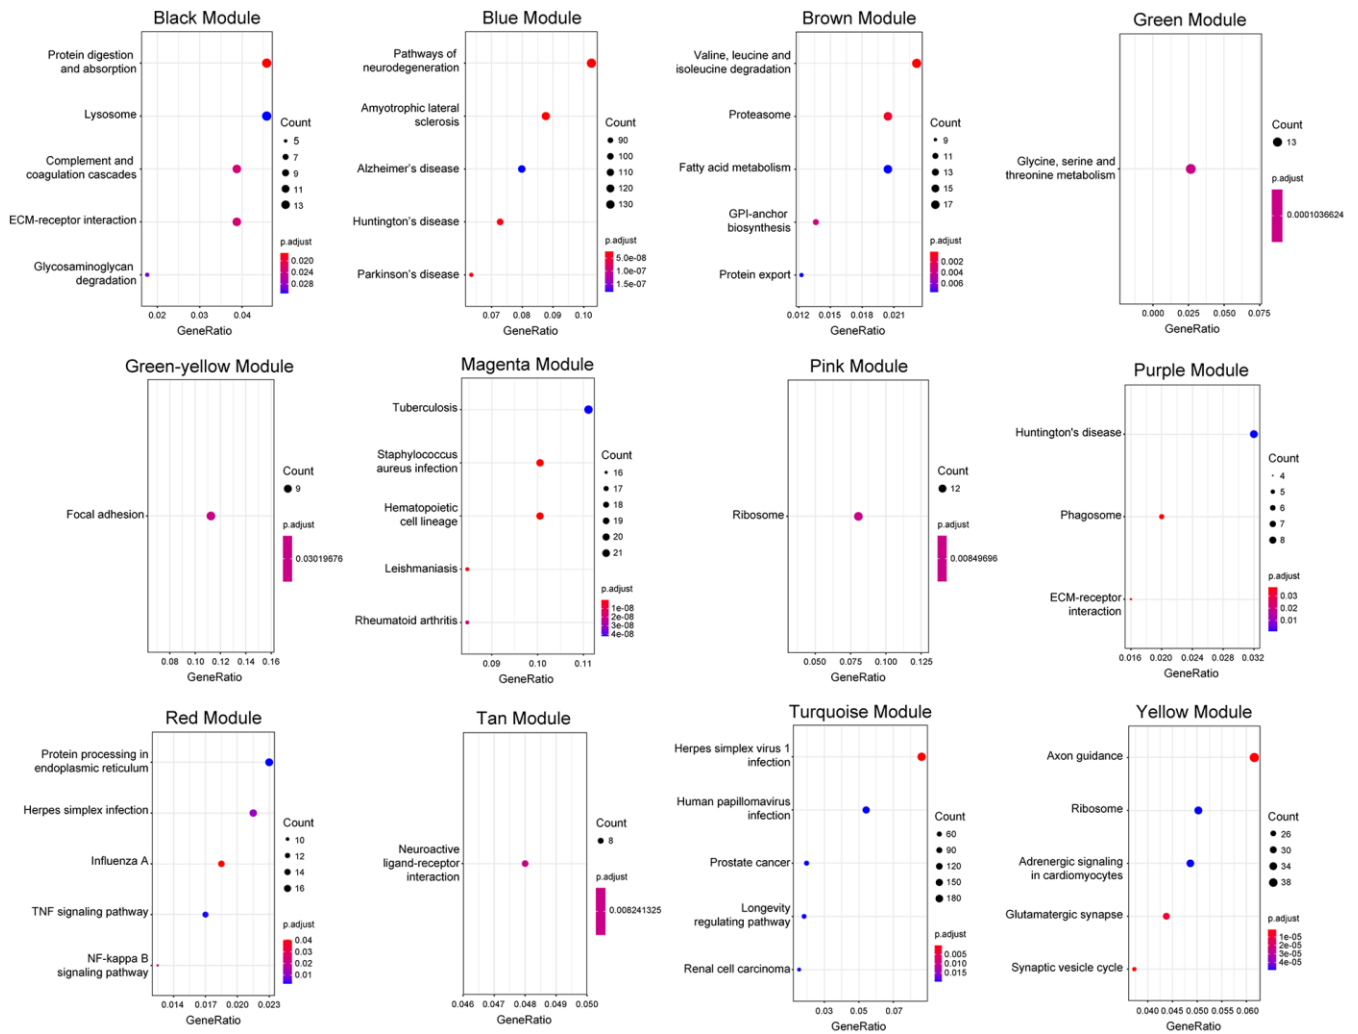 Black Module
Protein digestion
and absorption
Lysosome
Complement and
coagulation cascades
ECM-receptor interaction
Glycosaminoglycan
degradation
0.02 0.03 0.04
GeneRatio
Count
5
7
9
11
13
p.adjust
0.020
0.024
0.028
Blue Module
Pathways of
neurodegeneration
Amyotrophic lateral
sclerosis
Alzheimer's disease
Huntington's disease
Parkinson's disease
0.07 0.08 0.09 0.10
GeneRatio
Count
90
100
110
120
130
p.adjust
5.0e-08
1.0e-07
1.5e-07
Brown Module
Valine, leucine and
isoleucine degradation
Proteasome
Fatty acid metabolism
GPI-anchor
biosynthesis
Protein export
0.012 0.015 0.018 0.021
GeneRatio
Count
9
11
13
15
17
p.adjust
0.002
0.004
0.006
Green Module
Glycine, serine and
threonine metabolism
0.000 0.025 0.050 0.075
GeneRatio
Count
13
p.adjust
0.0001036624
Green-yellow Module
Focal adhesion
0.08 0.10 0.12 0.14 0.16
GeneRatio
Count
9
p.adjust
0.03019676
Magenta Module
Tuberculosis
Staphylococcus
aureus infection
Hematopoietic
cell lineage
Leishmaniasis
Rheumatoid arthritis
0.09 0.10 0.11
GeneRatio
Count
16
17
18
19
20
21
p.adjust
1e-08
2e-08
3e-08
4e-08
Pink Module
Ribosome
0.050 0.075 0.100 0.125
GeneRatio
Count
12
p.adjust
0.00849696
Purple Module
Huntington's disease
Phagosome
ECM-receptor
interaction
0.016 0.020 0.024 0.028 0.032
GeneRatio
Count
4
5
6
7
8
p.adjust
0.03
0.02
0.01
Red Module
Protein processing in
endoplasmic reticulum
Herpes simplex infection
Influenza A
TNF signaling pathway
NF-kappa B
signaling pathway
0.014 0.017 0.020 0.023
GeneRatio
Count
10
12
14
16
p.adjust
0.04
0.03
0.02
0.01
Tan Module
Neuroactive
ligand-receptor
interaction
0.046 0.047 0.048 0.049 0.050
GeneRatio
Count
8
p.adjust
0.008241325
Turquoise Module
Herpes simplex virus 1
infection
Human papillomavirus
infection
Prostate cancer
Longevity
regulating pathway
Renal cell carcinoma
0.03 0.05 0.07
GeneRatio
Count
60
90
120
150
180
p.adjust
0.005
0.010
0.015
Yellow Module
Axon guidance
Ribosome
Adrenergic signaling
in cardiomyocytes
Glutamatergic synapse
Synaptic vesicle cycle
0.040 0.045 0.050 0.055 0.060
GeneRatio
Count
26
30
34
38
p.adjust
1e-05
2e-05
3e-05
4e-05